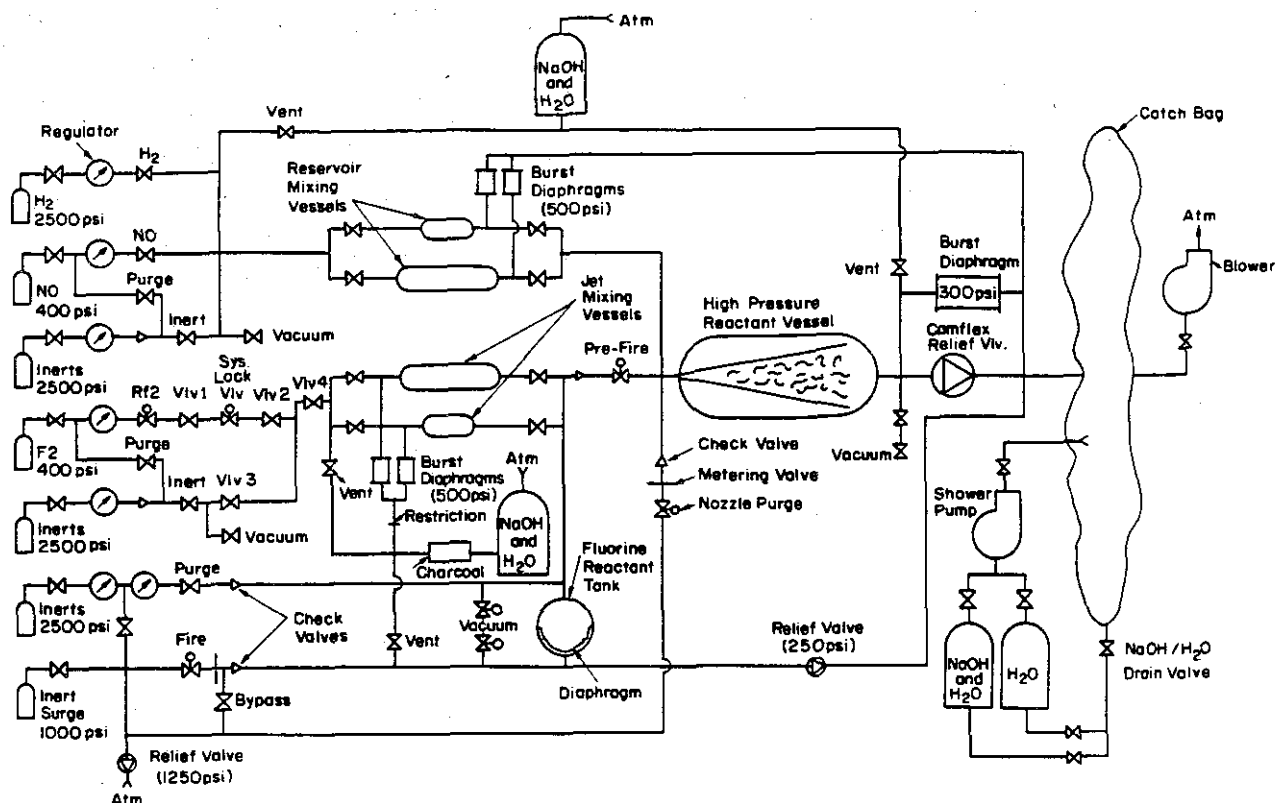 Atm
NaOH
and
H2O
Vent
Regulator
H2
H2
2500 psi
Reservoir
Mixing
Vessels
Burst
Diaphragms
(500psi)
Catch Bag
Atm
Blower
NO
NO
400 psi
Purge
Inert
Vacuum
Inerts
2500 psi
Jet
Mixing
Vessels
High Pressure
Reactant Vessel
Vent
Burst
Diaphragm
300psi
Camflex
Relief Vlv.
Pre-Fire
Sys.
Lock
Vlv
Rf2
Vlv1
Vlv2
Vlv4
F2
400 psi
Purge
Inert
Vlv 3
Vacuum
Inerts
2500 psi
Vent
Burst
Diaphragms
(500psi)
Restriction
Atm
NaOH
and
H2O
Charcoal
Check Valve
Metering Valve
Nozzle Purge
Vacuum
Shower
Pump
Fluorine
Reactant
Tank
Inerts
2500 psi
Purge
Check
Valves
Vacuum
Fire
Vent
Diaphragm
Relief Valve
(250psi)
Inert
Surge
1000 psi
Bypass
NaOH
and
H2O
H2O
NaOH/H2O
Drain Valve
Relief Valve
(1250psi)
Atm